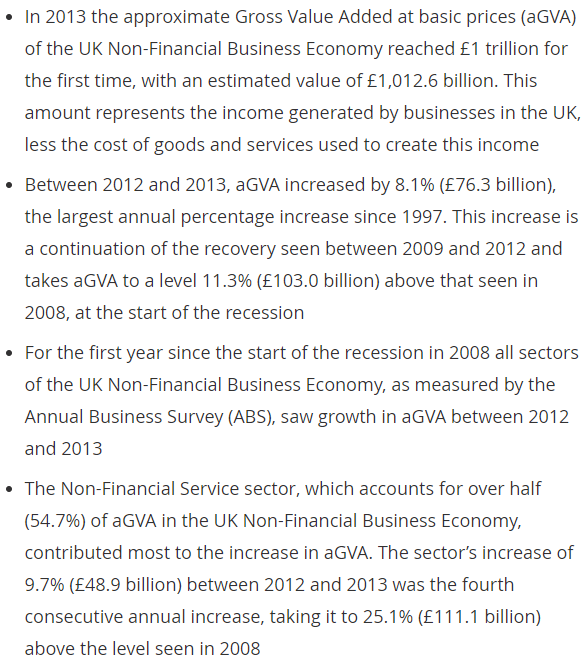 • In 2013 the approximate Gross Value Added at basic prices (aGVA)
of the UK Non-Financial Business Economy reached £1 trillion for
the first time, with an estimated value of £1,012.6 billion. This
amount represents the income generated by businesses in the UK,
less the cost of goods and services used to create this income
• Between 2012 and 2013, aGVA increased by 8.1% (£76.3 billion),
the largest annual percentage increase since 1997. This increase is
a continuation of the recovery seen between 2009 and 2012 and
takes aGVA to a level 11.3% (£103.0 billion) above that seen in
2008, at the start of the recession
• For the first year since the start of the recession in 2008 all sectors
of the UK Non-Financial Business Economy, as measured by the
Annual Business Survey (ABS), saw growth in aGVA between 2012
and 2013
• The Non-Financial Service sector, which accounts for over half
(54.7%) of aGVA in the UK Non-Financial Business Economy,
contributed most to the increase in aGVA. The sector’s increase of
9.7% (£48.9 billion) between 2012 and 2013 was the fourth
consecutive annual increase, taking it to 25.1% (£111.1 billion)
above the level seen in 2008